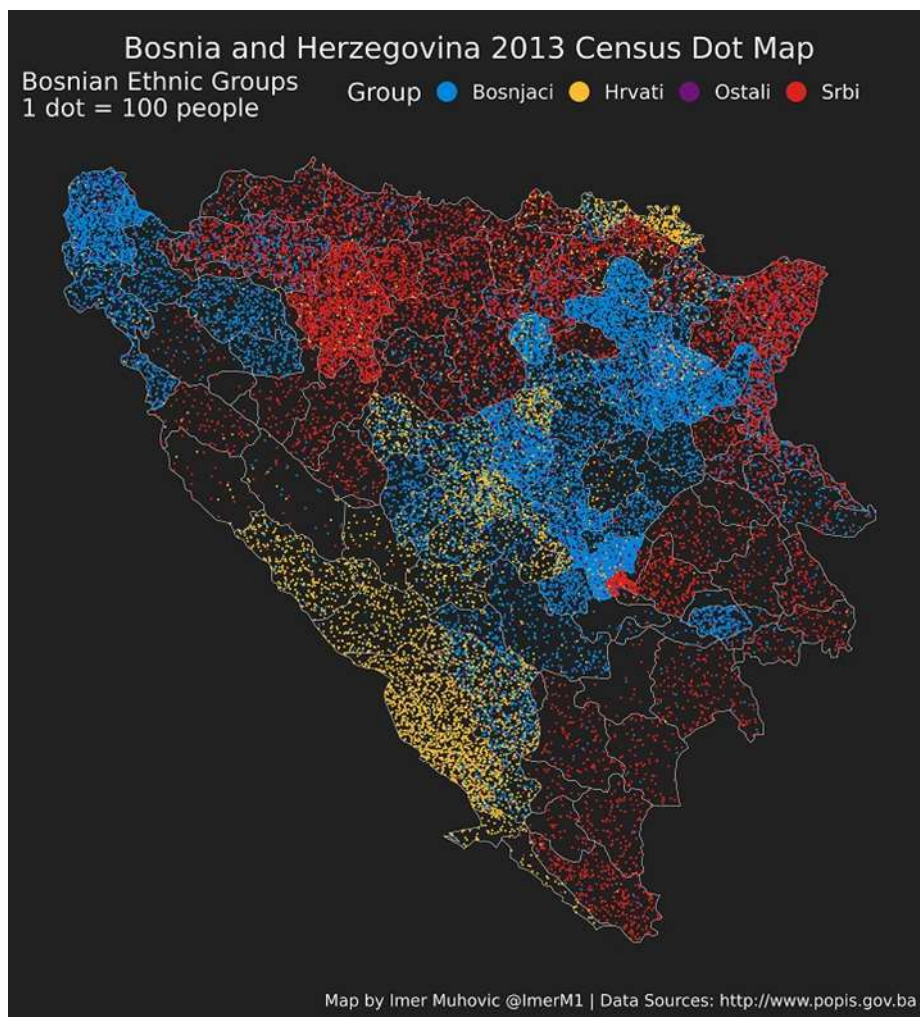 Bosnia and Herzegovina 2013 Census Dot Map
Bosnian Ethnic Groups
1 dot = 100 people
Group Bosnjaci Hrvati Ostali Srbi
Map by Imer Muhovic @ImerM1 | Data Sources: http://www.popis.gov.ba